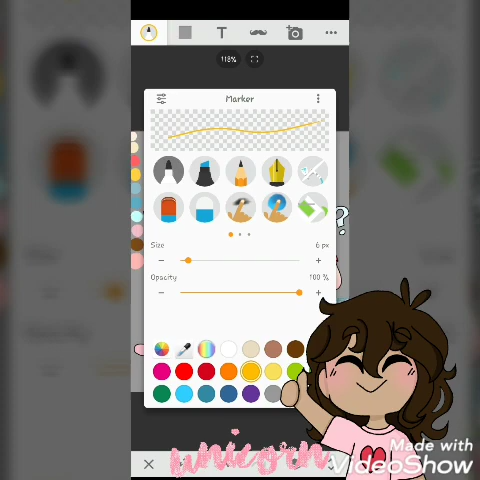 T
118%
Marker
?
Size
6 px
Opacity
100 %
unicorn
Made with
VideoShow